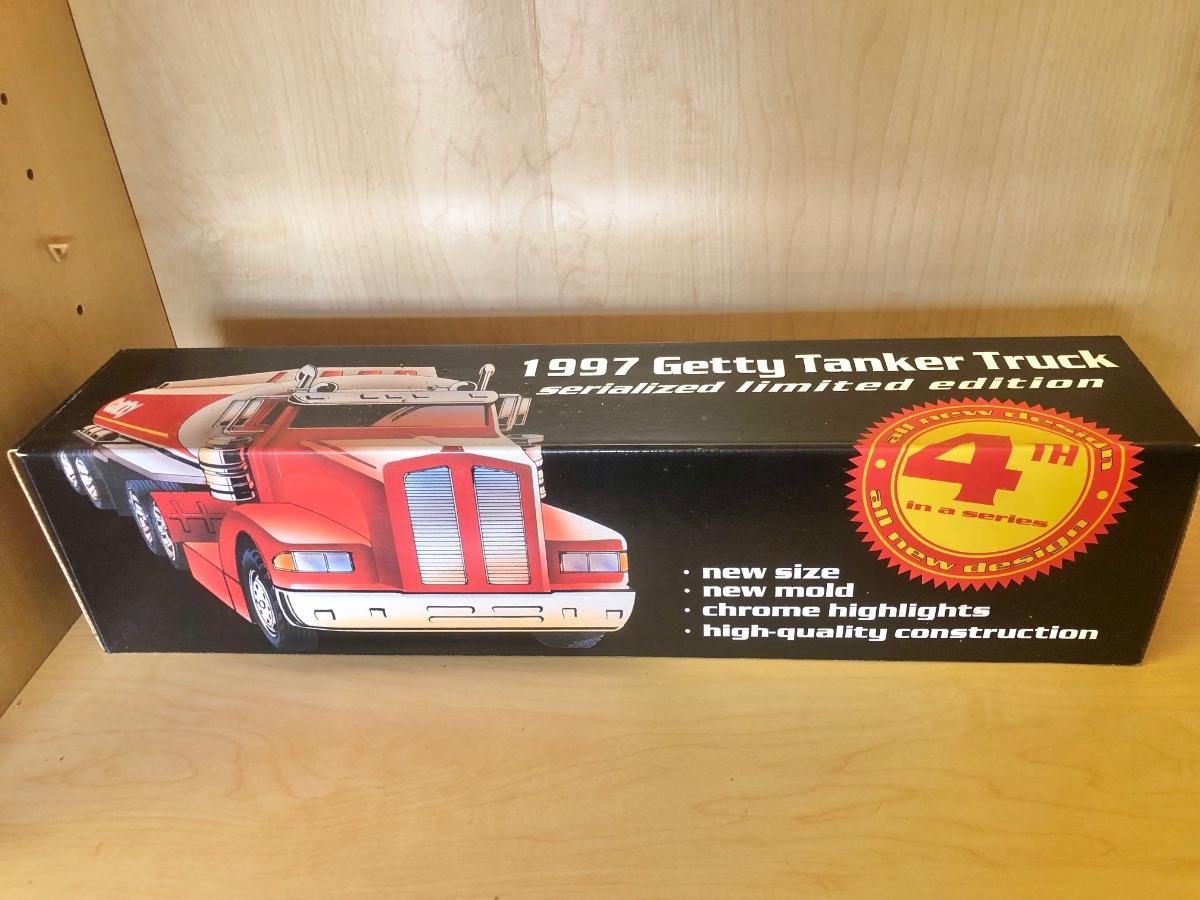 1997 Getty Tanker Truck
serialized limited edition
Getty
all new design
4TH
in a series
all new design
· new size
· new mold
· chrome highlights
· high-quality construction